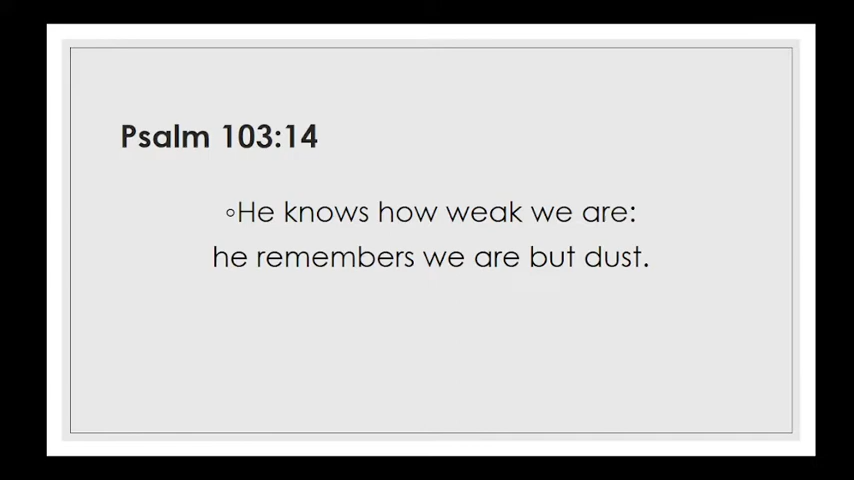 Psalm 103:14
◦He knows how weak we are:
he remembers we are but dust.